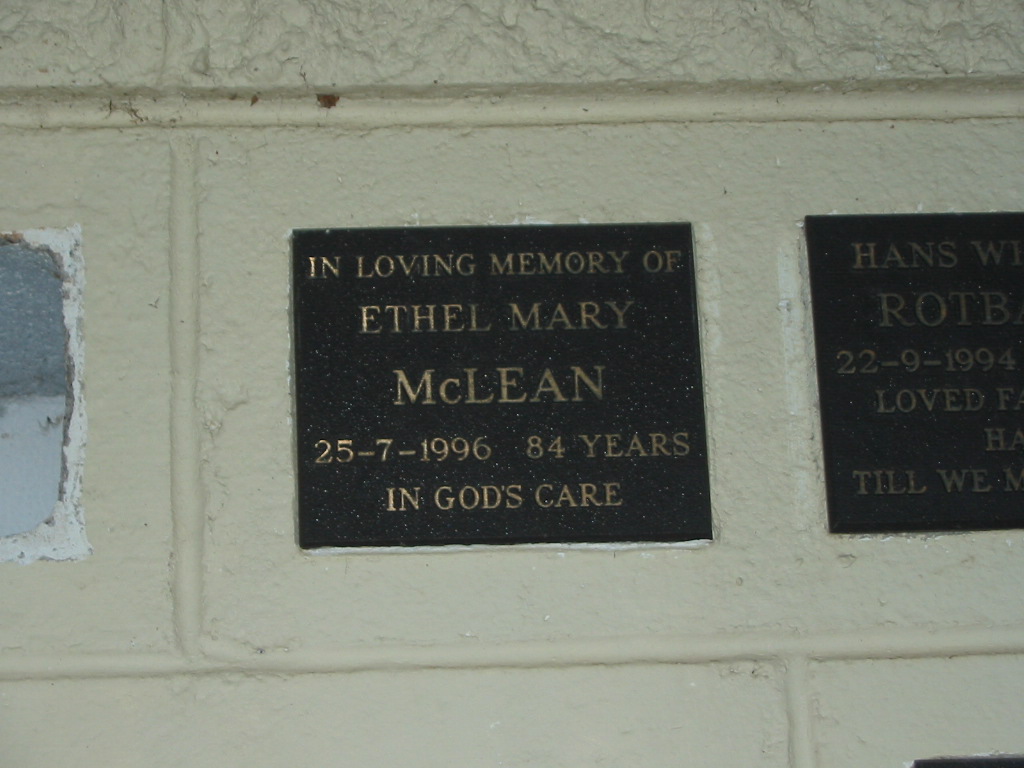 IN LOVING MEMORY OF
ETHEL MARY
McLEAN
25-7-1996 84 YEARS
IN GOD'S CARE
HANS
22-9-1994
LOVED
TILL WE